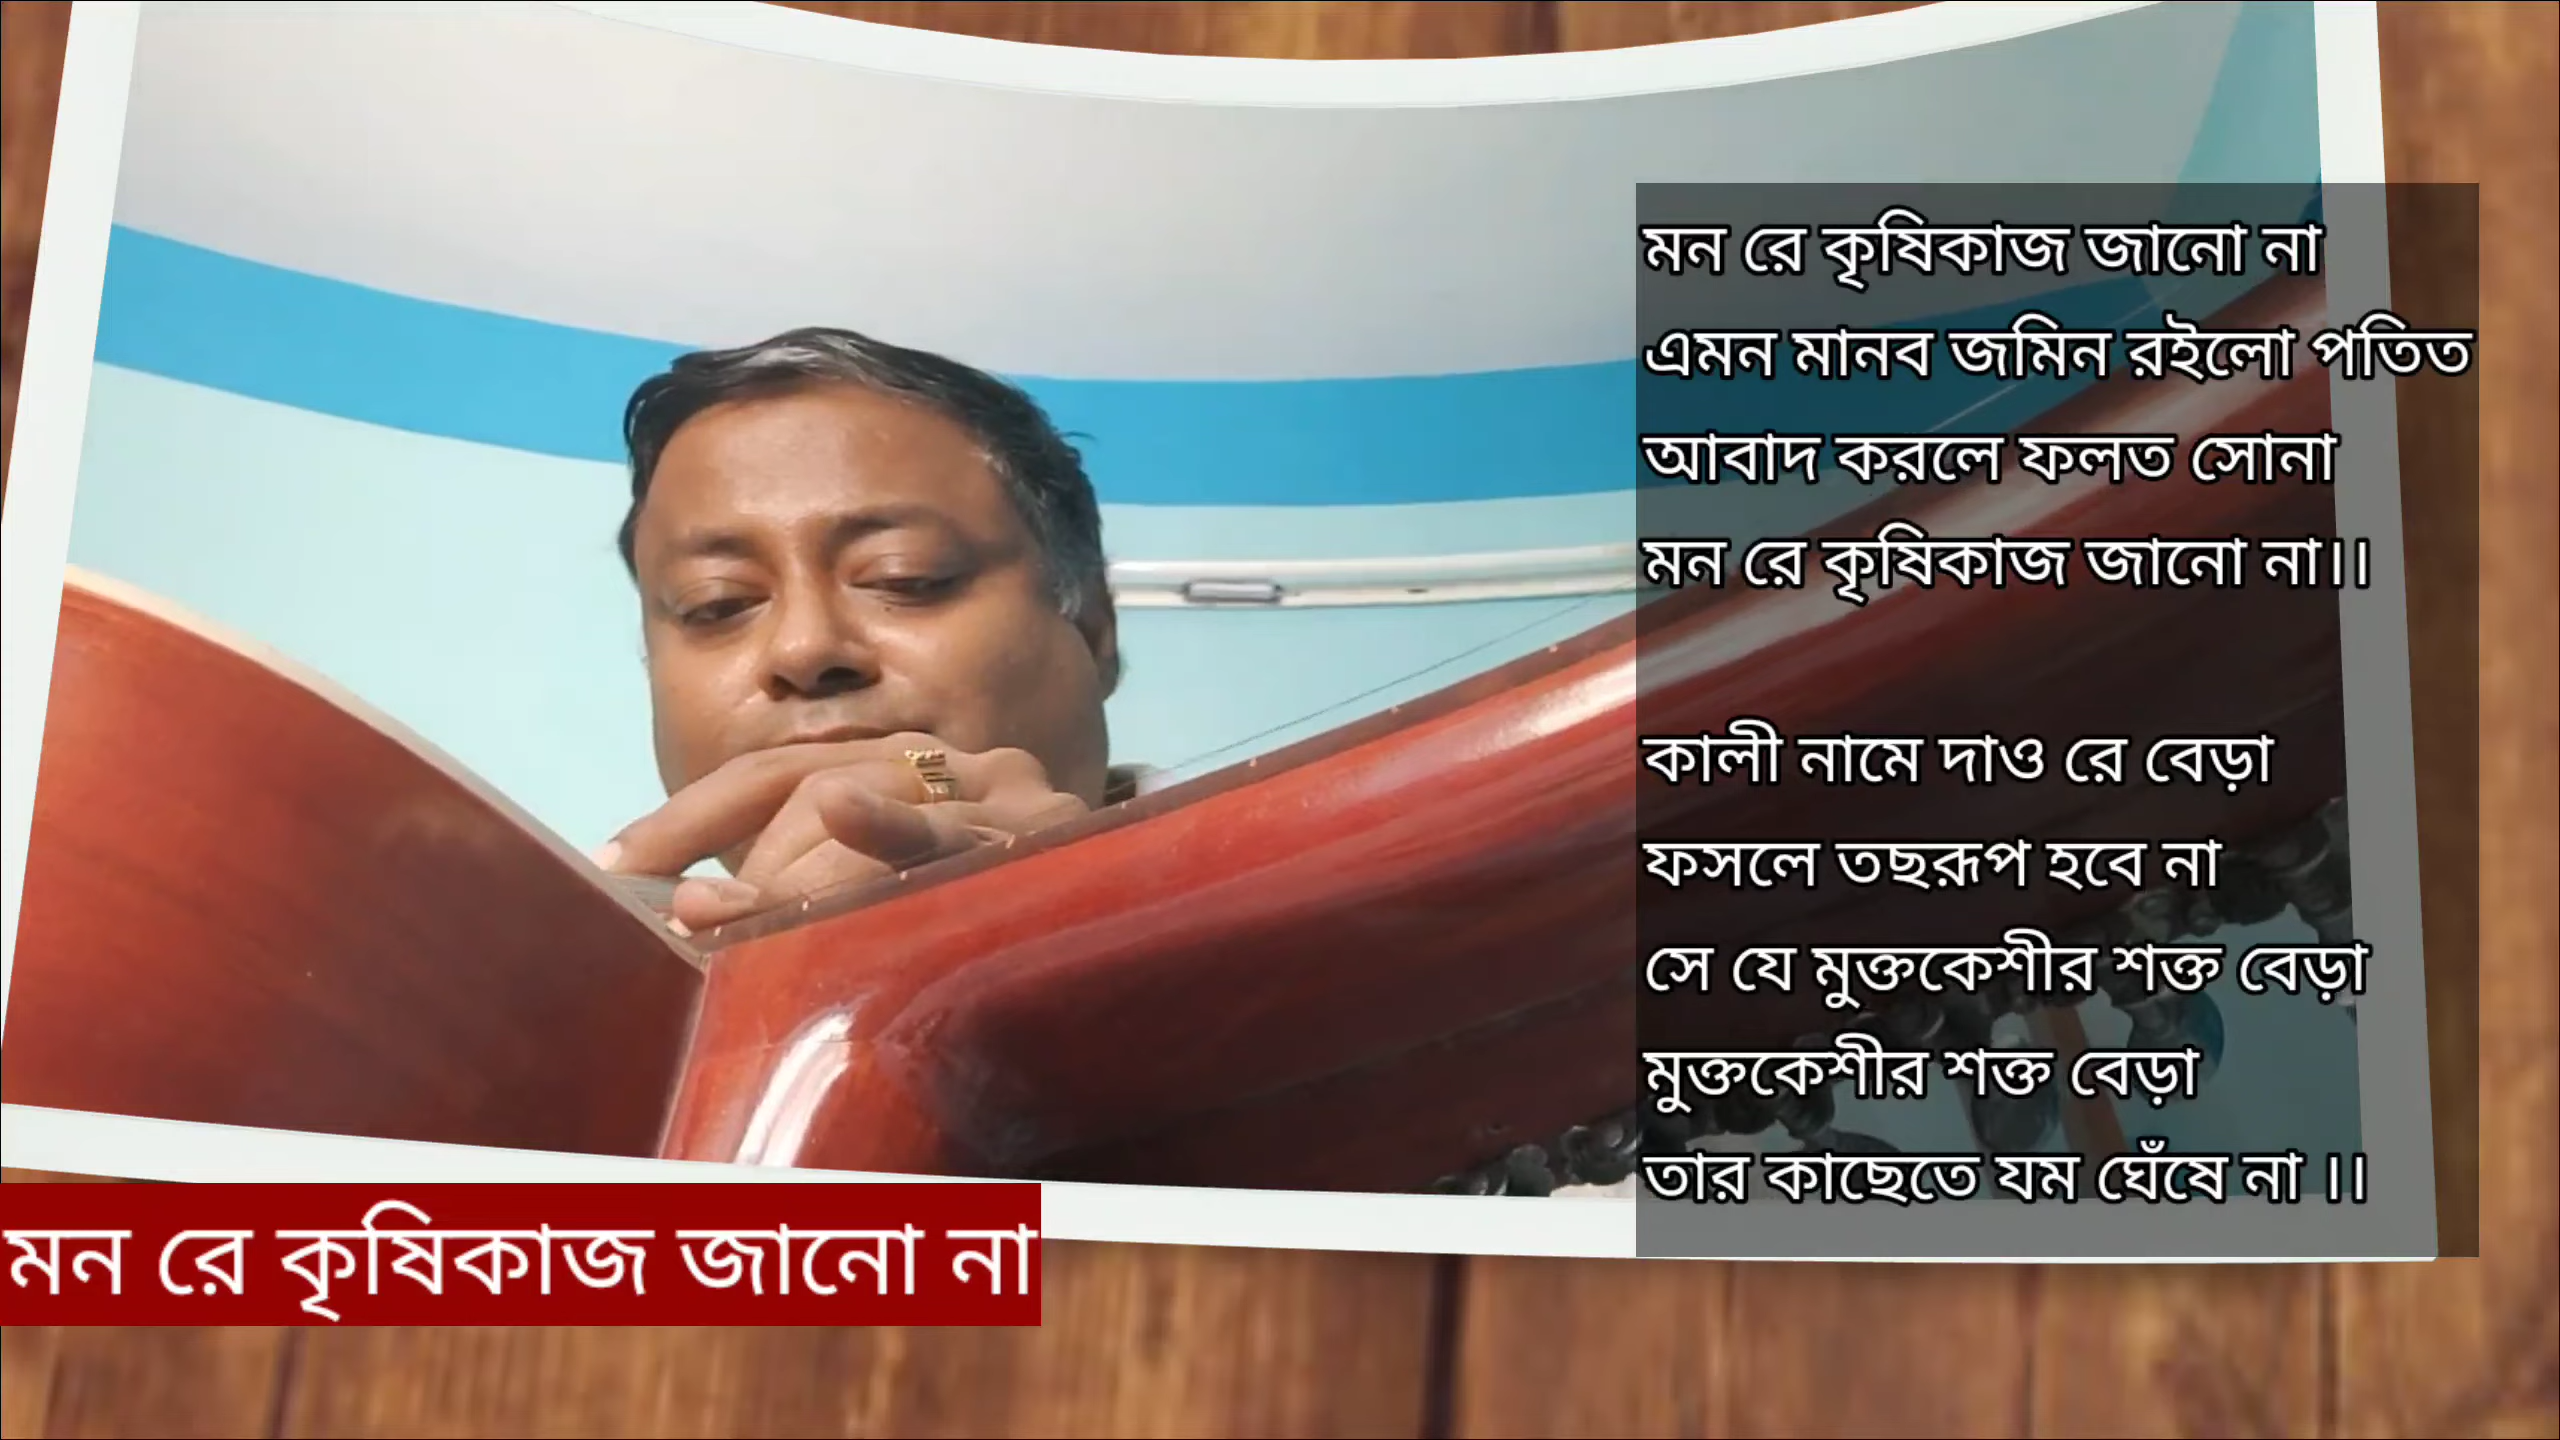 মন রে কৃষিকাজ জানো না
এমন মানব জমিন রইলো পতিত
আবাদ করলে ফলত সোনা
মন রে কৃষিকাজ জানো না।।
কালী নামে দাও রে বেড়া
ফসলে তছরূপ হবে না
সে যে মুক্তকেশীর শক্ত বেড়া
মুক্তকেশীর শক্ত বেড়া
তার কাছেতে যম ঘেঁষে না ।।
মন রে কৃষিকাজ জানো না